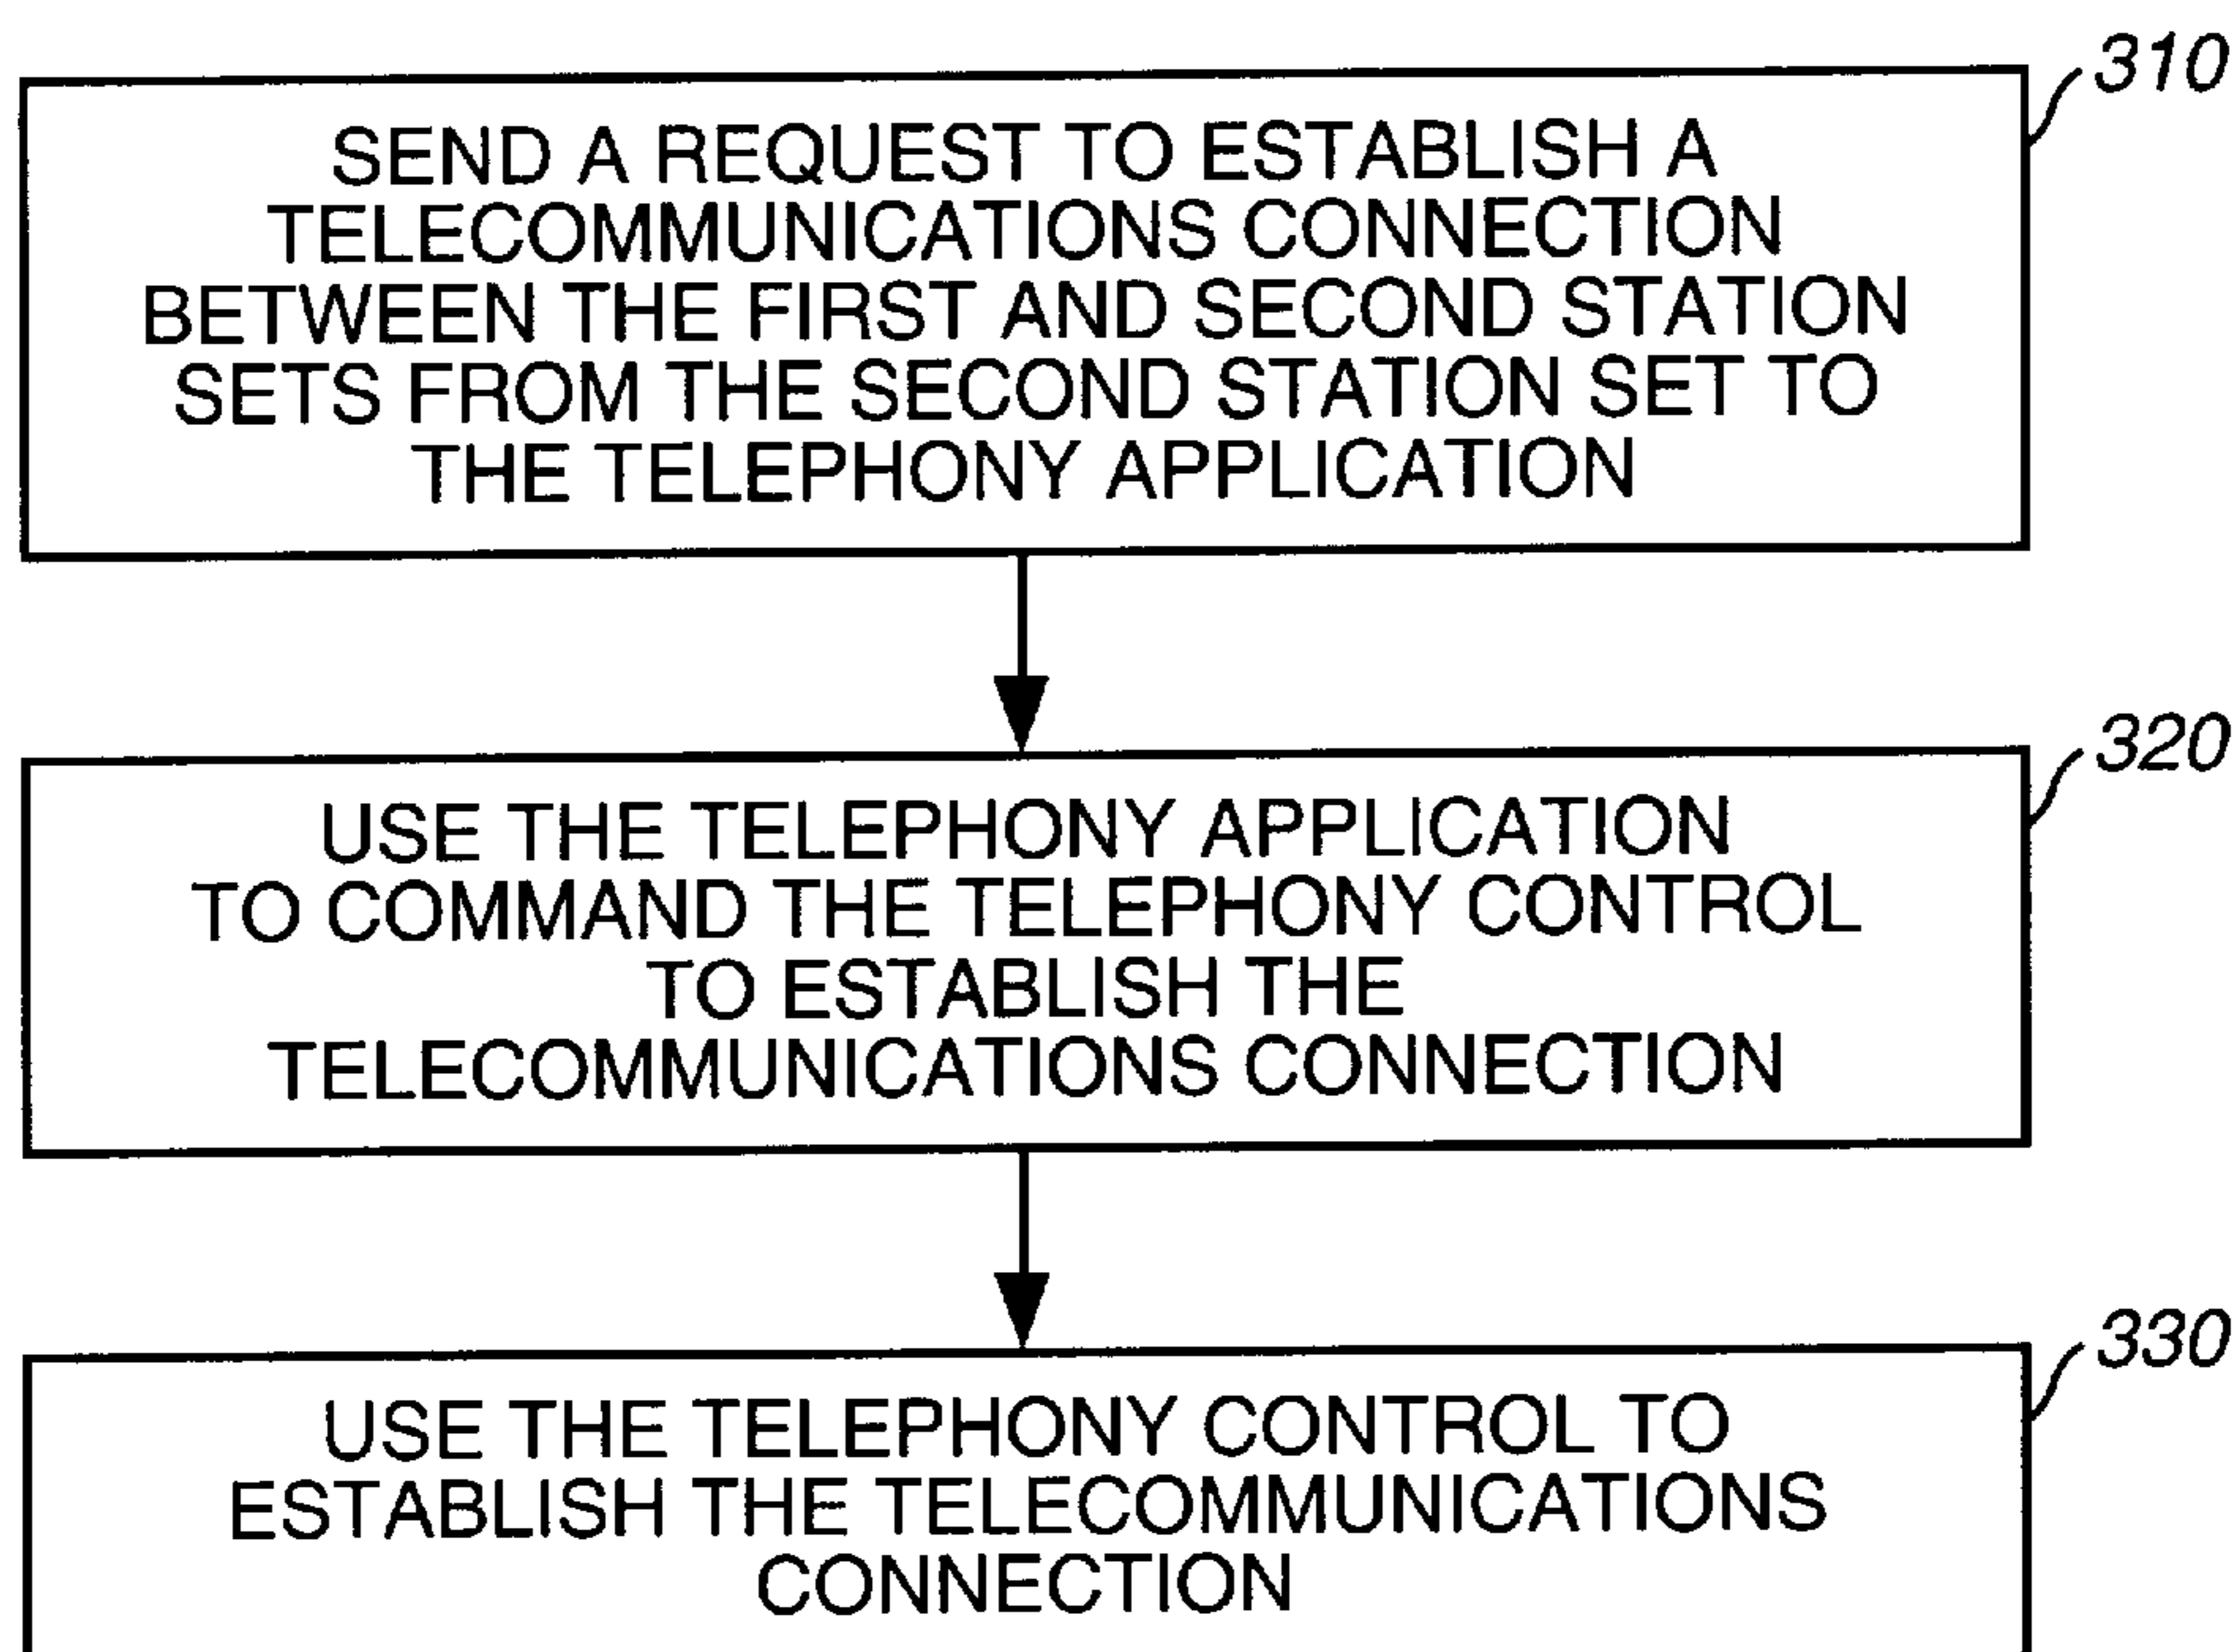 310
SEND A REQUEST TO ESTABLISH A
TELECOMMUNICATIONS CONNECTION
BETWEEN THE FIRST AND SECOND STATION
SETS FROM THE SECOND STATION SET TO
THE TELEPHONY APPLICATION
320
USE THE TELEPHONY APPLICATION
TO COMMAND THE TELEPHONY CONTROL
TO ESTABLISH THE
TELECOMMUNICATIONS CONNECTION
330
USE THE TELEPHONY CONTROL TO
ESTABLISH THE TELECOMMUNICATIONS
CONNECTION